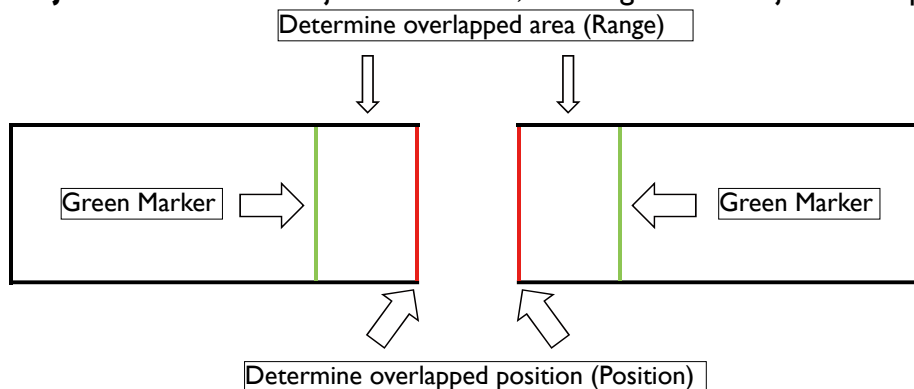 Determine overlapped area (Range)
Green Marker
Green Marker
Determine overlapped position (Position)